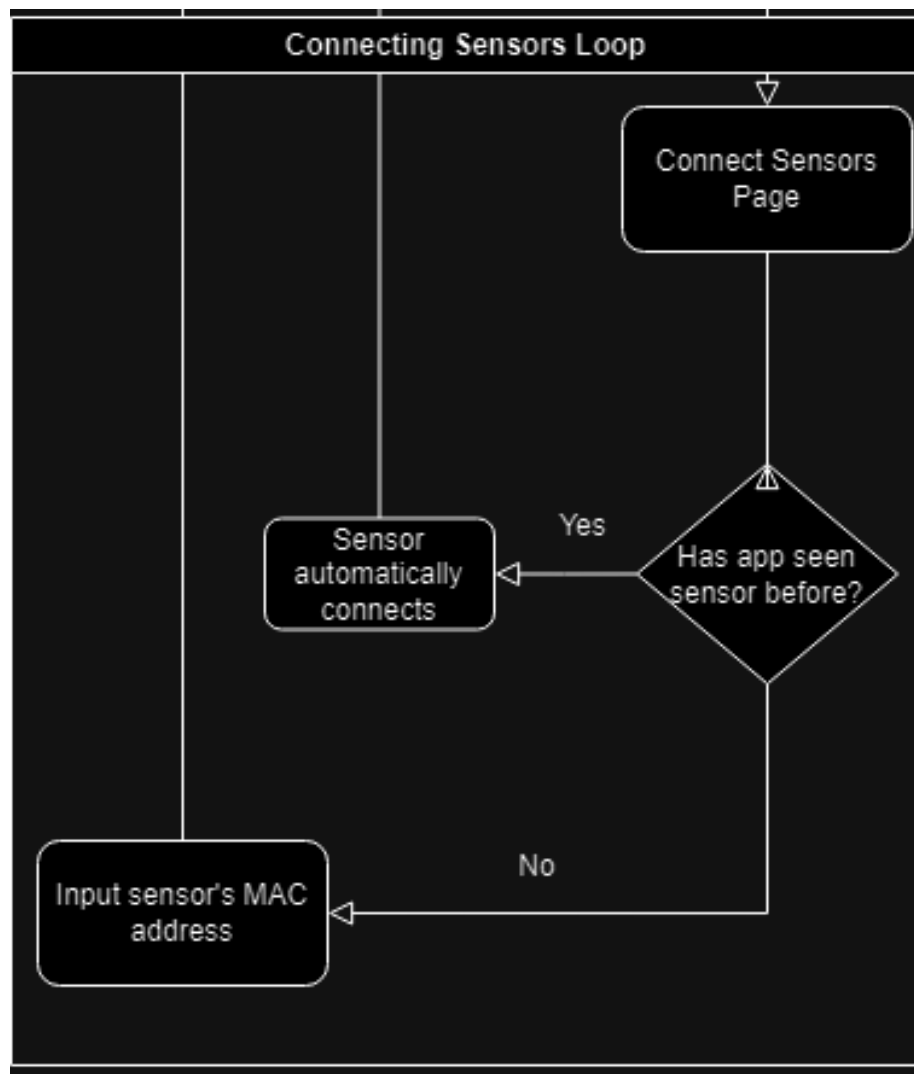 Connecting Sensors Loop
Connect Sensors
Page
Yes
Has app seen
sensor before?
Sensor
automatically
connects
No
Input sensor's MAC
address